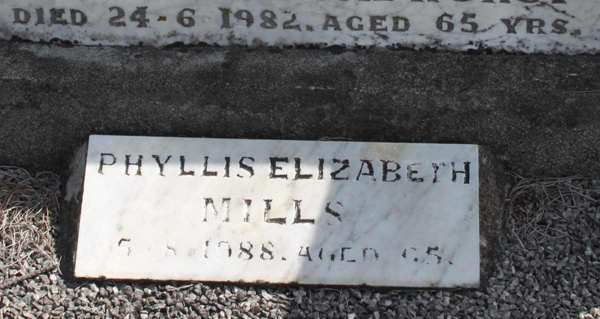 DIED 24-6 1982. AGED 65 YRS.
PHYLLIS ELIZABETH
MILLS
1988. AGED 65.